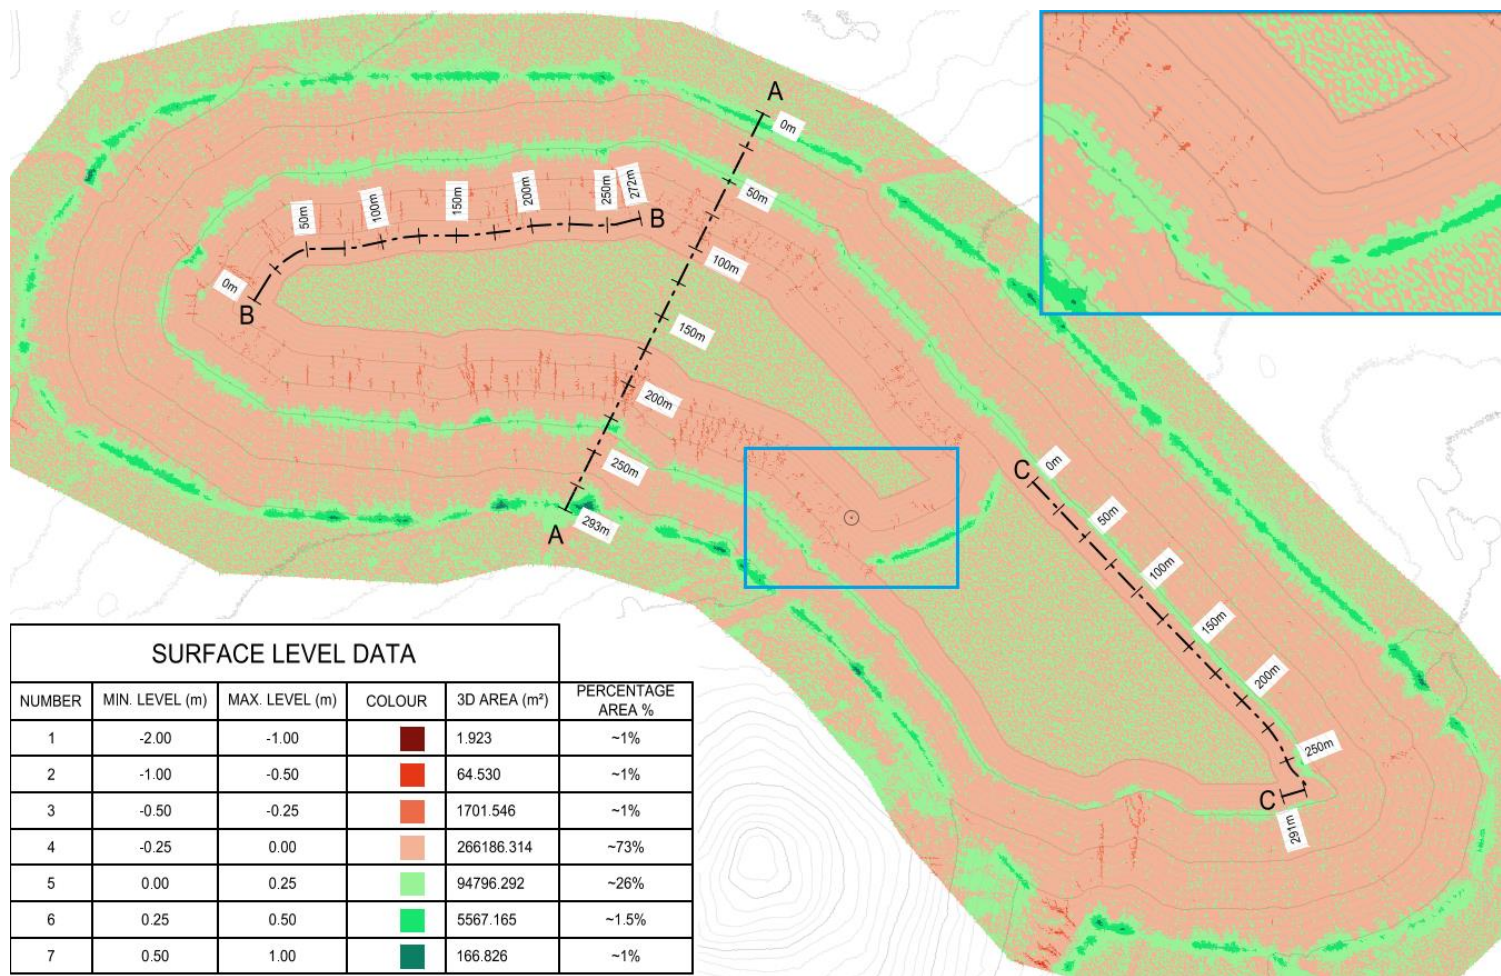 A
0m
50m
100m
150m
200m
250m
293m
A
B
0m
50m
100m
150m
200m
250m
272m
B
C
0m
50m
100m
150m
200m
250m
291m
C
SURFACE LEVEL DATA
NUMBER MIN. LEVEL (m) MAX. LEVEL (m) COLOUR 3D AREA (m²) PERCENTAGE AREA %
1 -2.00 -1.00 1.923 ~1%
2 -1.00 -0.50 64.530 ~1%
3 -0.50 -0.25 1701.546 ~1%
4 -0.25 0.00 266186.314 ~73%
5 0.00 0.25 94796.292 ~26%
6 0.25 0.50 5567.165 ~1.5%
7 0.50 1.00 166.826 ~1%